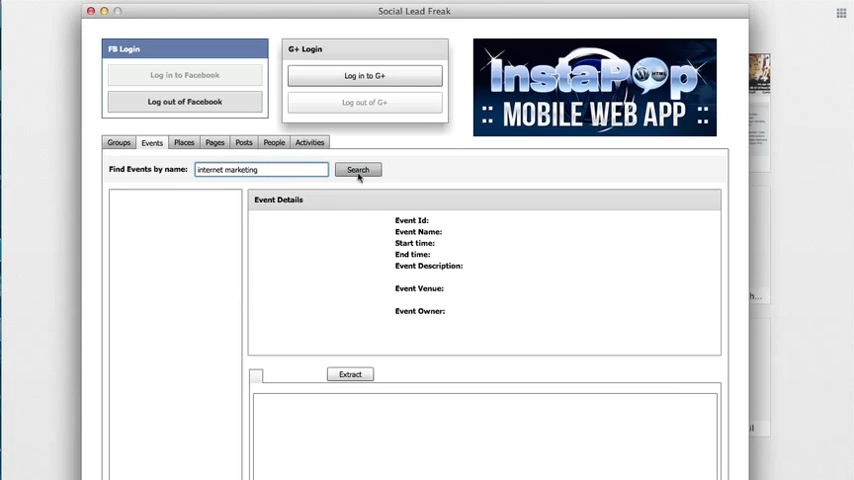 Social Lead Freak
FB Login
Log in to Facebook
Log out of Facebook
G+ Login
Log in to G+
Log out of G+
InstaPop
:: MOBILE WEB APP ::
Groups Events Places Pages Posts People Activities
Find Events by name: internet marketing Search
Event Details
Event Id:
Event Name:
Start time:
End time:
Event Description:
Event Venue:
Event Owner:
Extract